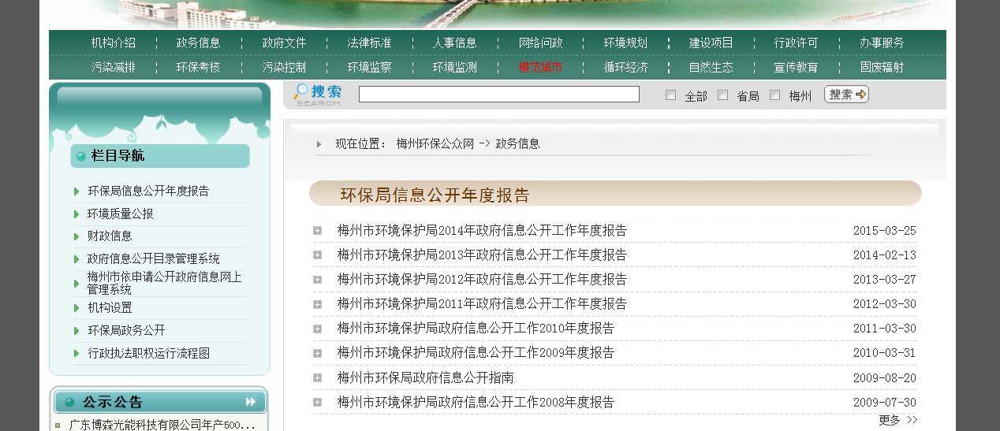 机构介绍 政务信息 政府文件 法律标准 人事信息 网络问政 环境规划 建设项目 行政许可 办事服务
污染减排 环保考核 污染控制 环境监察 环境监测 模范城市 循环经济 自然生态 宣传教育 固废辐射
搜索 全部 省局 梅州 搜索
SEARCH
现在位置: 梅州环保公众网 -> 政务信息
栏目导航
环保局信息公开年度报告
环境质量公报
财政信息
政府信息公开目录管理系统
梅州市依申请公开政府信息网上
管理系统
机构设置
环保局政务公开
行政执法职权运行流程图
公示公告
广东博森光能科技有限公司年产500...
环保局信息公开年度报告
梅州市环境保护局2014年政府信息公开工作年度报告 2015-03-25
梅州市环境保护局2013年政府信息公开工作年度报告 2014-02-13
梅州市环境保护局2012年政府信息公开工作年度报告 2013-03-27
梅州市环境保护局2011年政府信息公开工作年度报告 2012-03-30
梅州市环境保护局政府信息公开工作2010年度报告 2011-03-30
梅州市环境保护局政府信息公开工作2009年度报告 2010-03-31
梅州市环保局政府信息公开指南 2009-08-20
梅州市环境保护局政府信息公开工作2008年度报告 2009-07-30
更多 >>